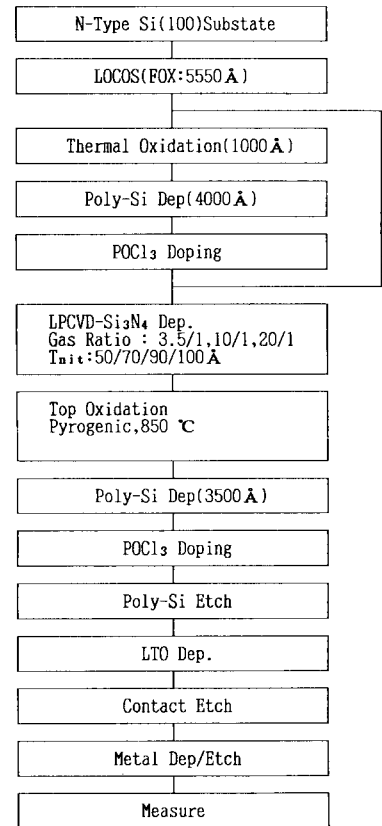 N-Type Si(100)Substate
LOCOS(FOX:5550Å)
Thermal Oxidation(1000Å)
Poly-Si Dep(4000Å)
POCl₃ Doping
LPCVD-Si₃N₄ Dep.
Gas Ratio : 3.5/1,10/1,20/1
Tₙᵢₜ:50/70/90/100Å
Top Oxidation
Pyrogenic,850 ℃
Poly-Si Dep(3500Å)
POCl₃ Doping
Poly-Si Etch
LTO Dep.
Contact Etch
Metal Dep/Etch
Measure